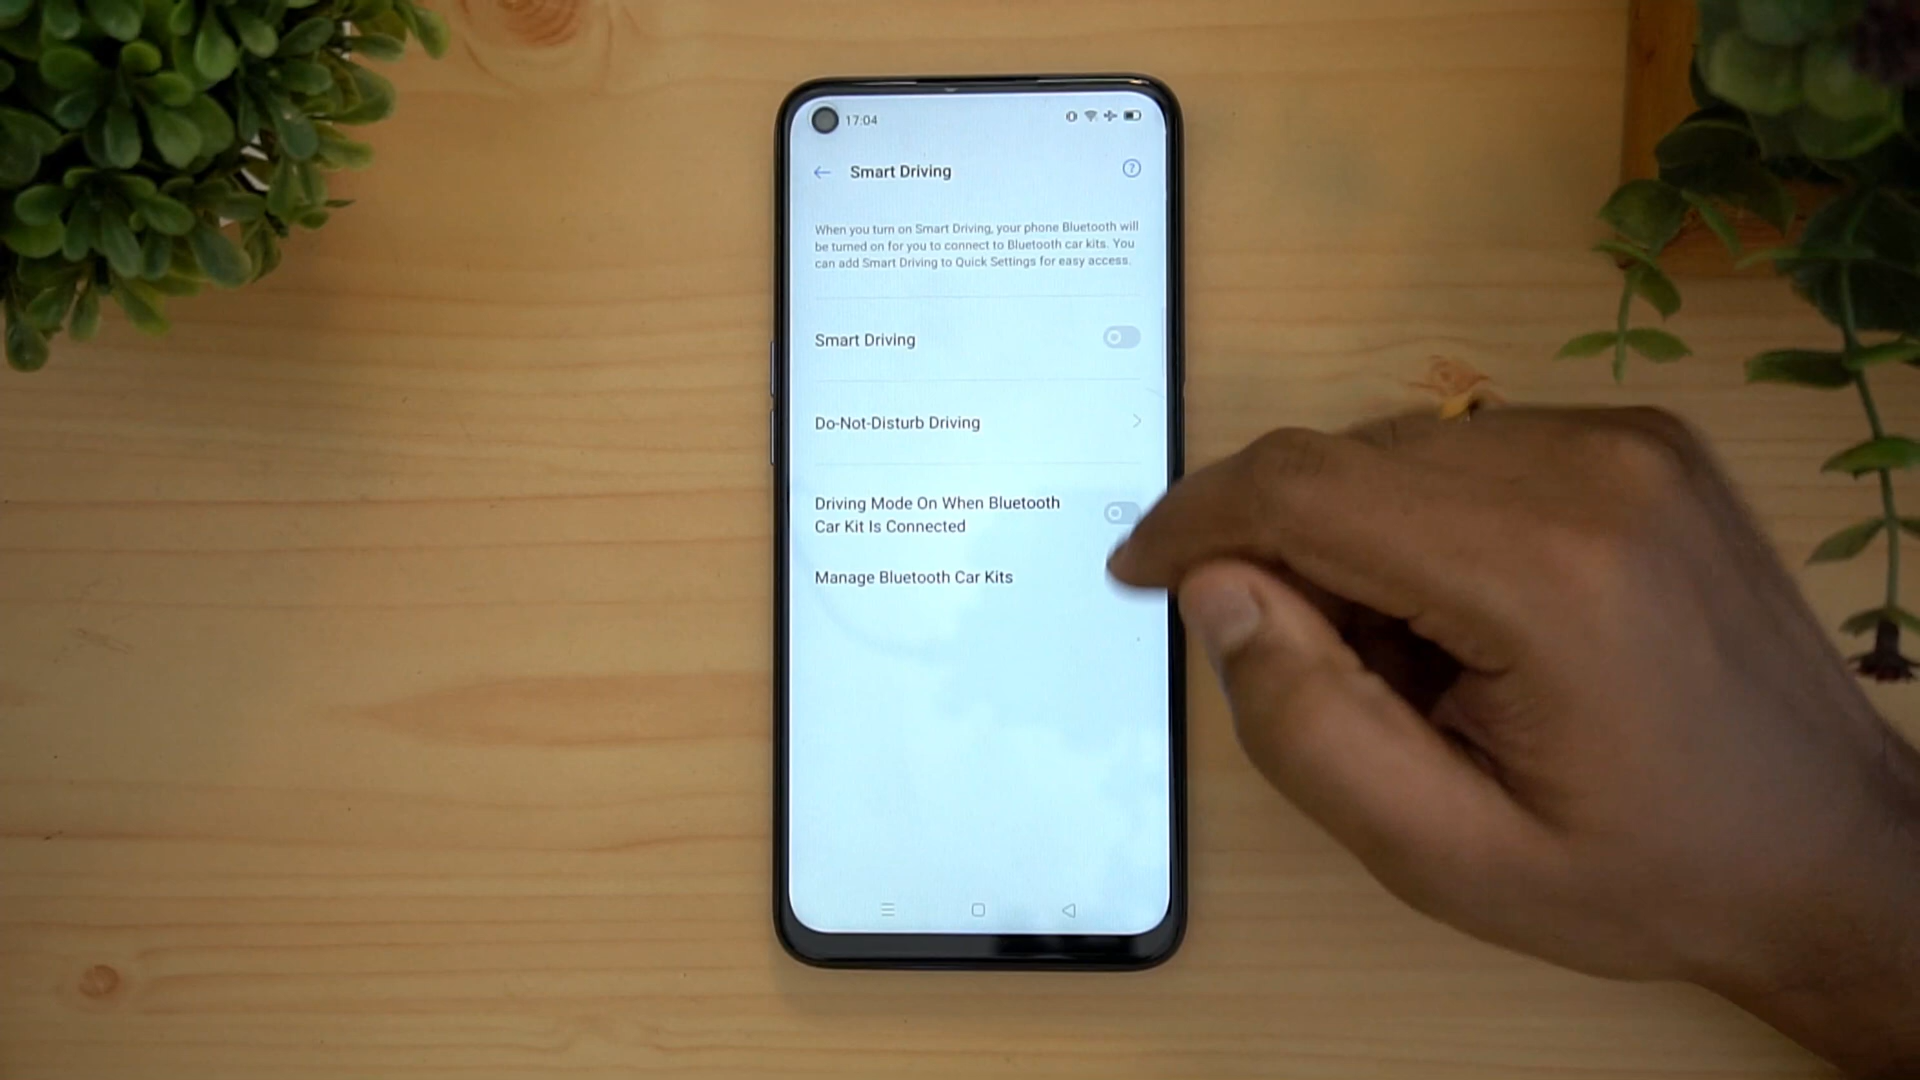 17:04
Smart Driving
When you turn on Smart Driving, your phone Bluetooth will
be turned on for you to connect to Bluetooth car kits. You
can add Smart Driving to Quick Settings for easy access.
Smart Driving
Do-Not-Disturb Driving
Driving Mode On When Bluetooth
Car Kit Is Connected
Manage Bluetooth Car Kits